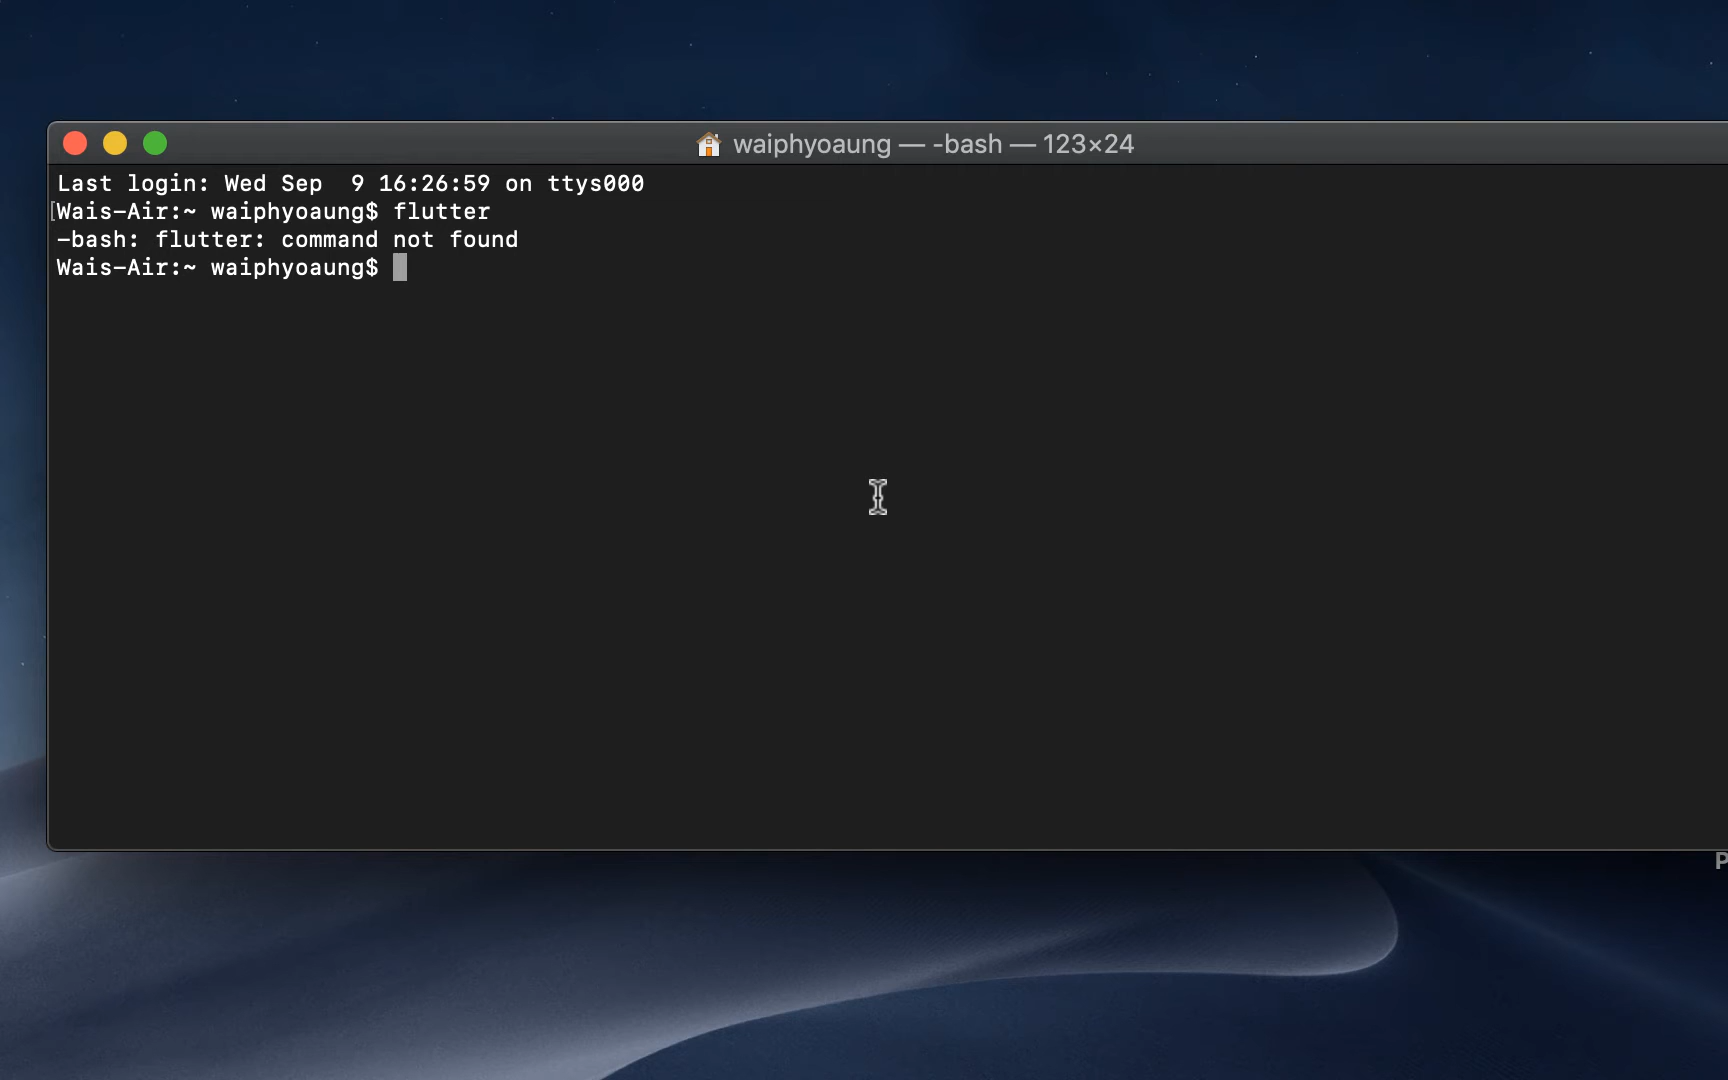 waiphyoaung — -bash — 123×24
Last login: Wed Sep  9 16:26:59 on ttys000
[Wais-Air:~ waiphyoaung$ flutter
-bash: flutter: command not found
Wais-Air:~ waiphyoaung$
P